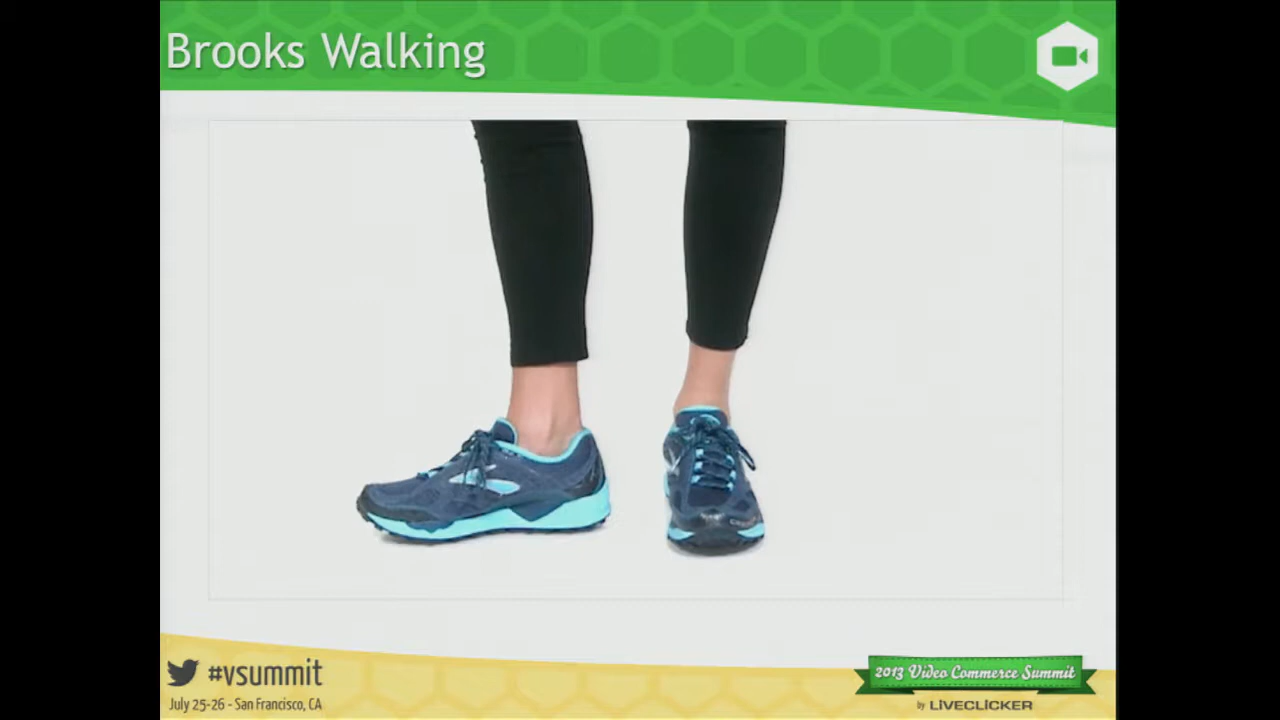 Brooks Walking
#vsummit
July 25-26 - San Francisco, CA
2013 Video Commerce Summit
by LIVECLICKER